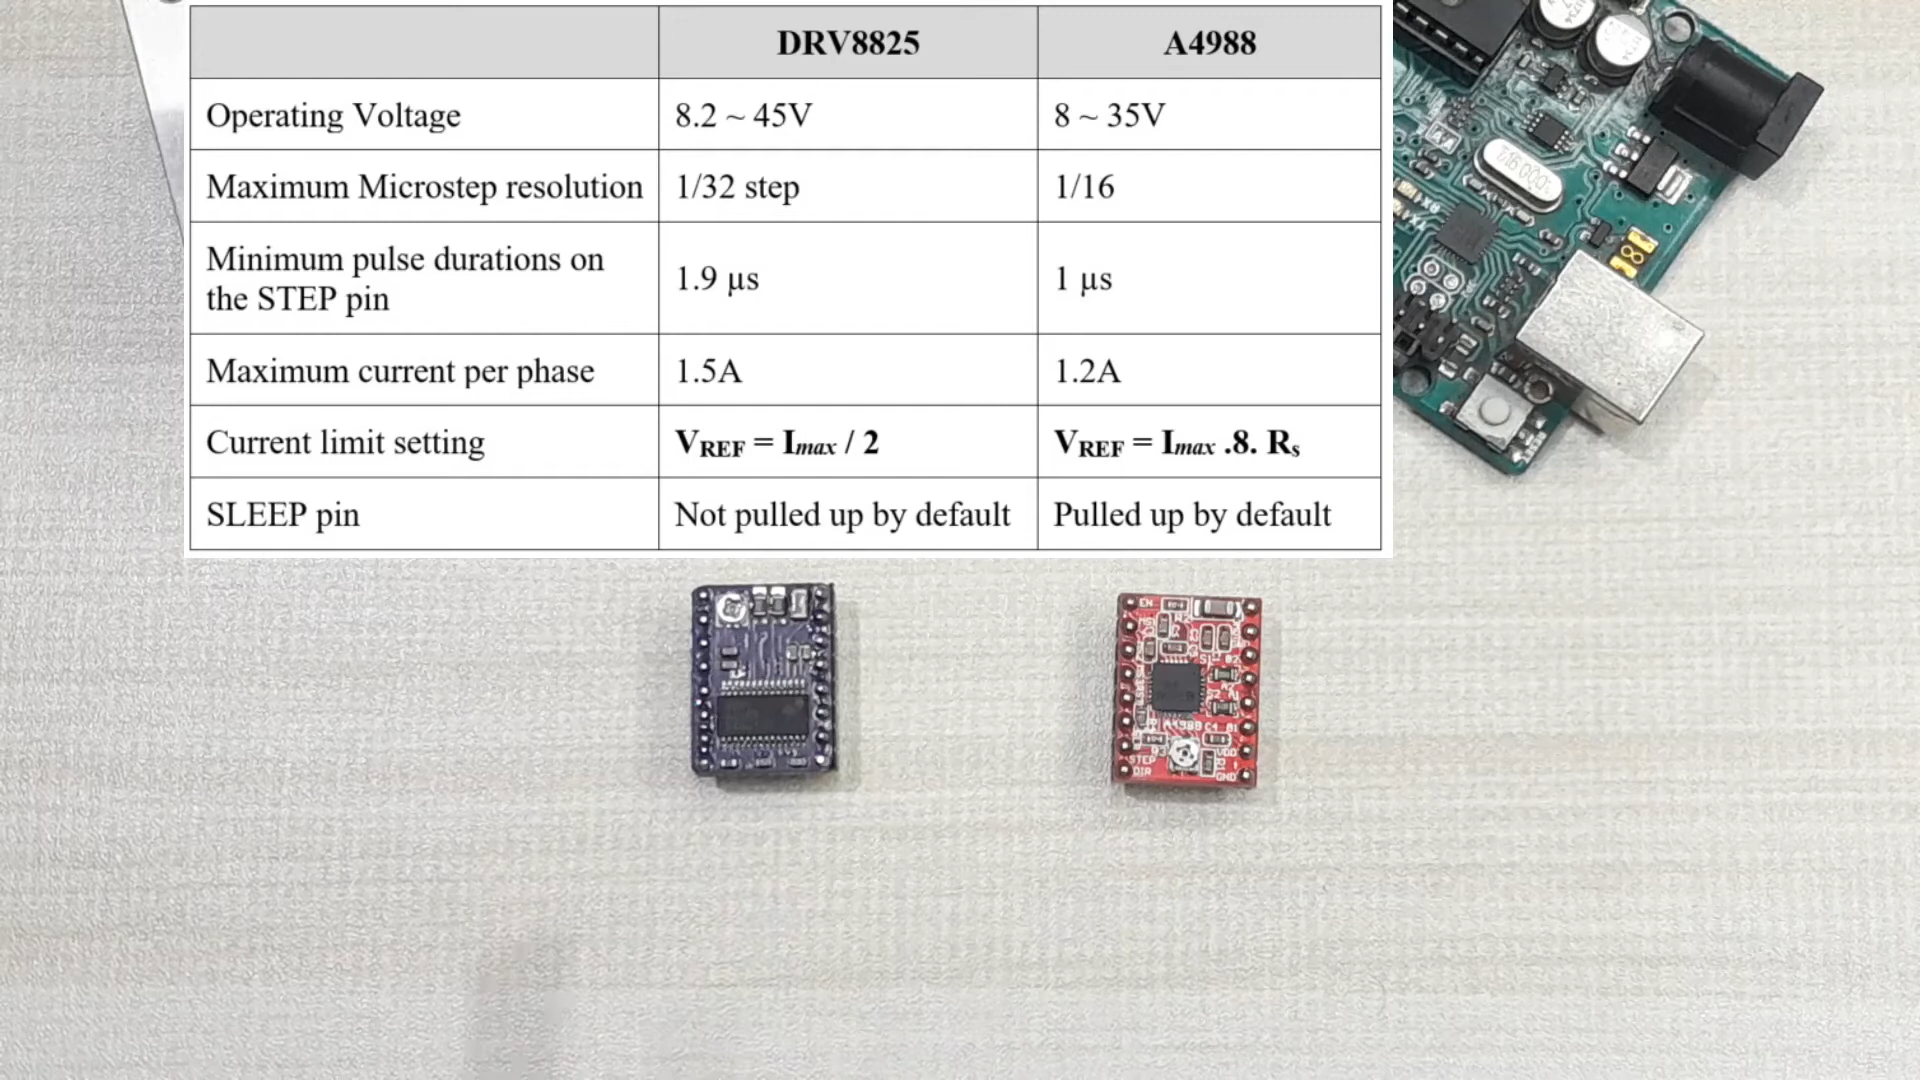 DRV8825 A4988
Operating Voltage 8.2 ~ 45V 8 ~ 35V
Maximum Microstep resolution 1/32 step 1/16
Minimum pulse durations on
the STEP pin 1.9 µs 1 µs
Maximum current per phase 1.5A 1.2A
Current limit setting VREF = Imax / 2 VREF = Imax .8. Rs
SLEEP pin Not pulled up by default Pulled up by default
EN
A4988
VDD
STEP
DIR
GND